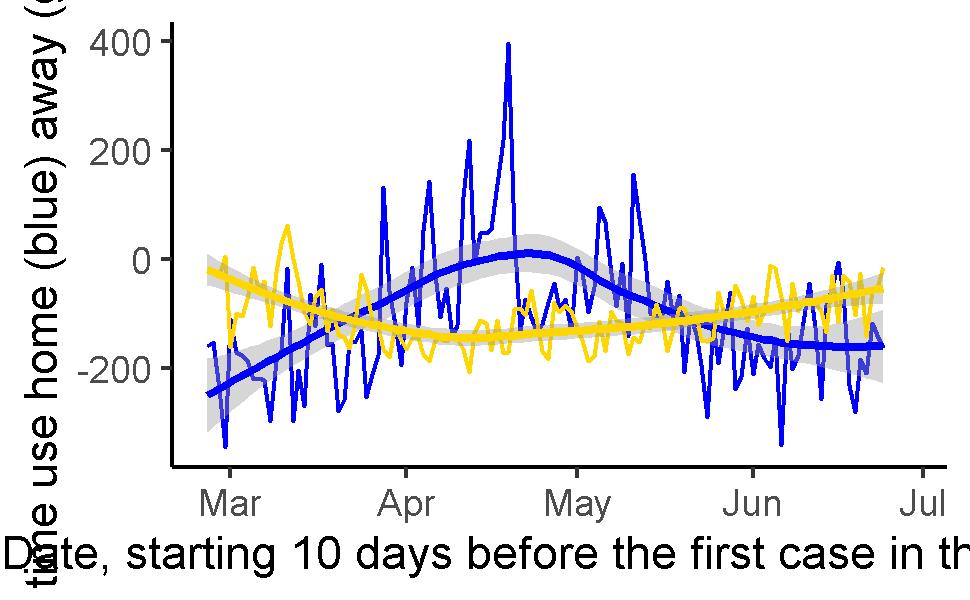 time use home (blue) away (
400
200
0
-200
Mar Apr May Jun Jul
Date, starting 10 days before the first case in th